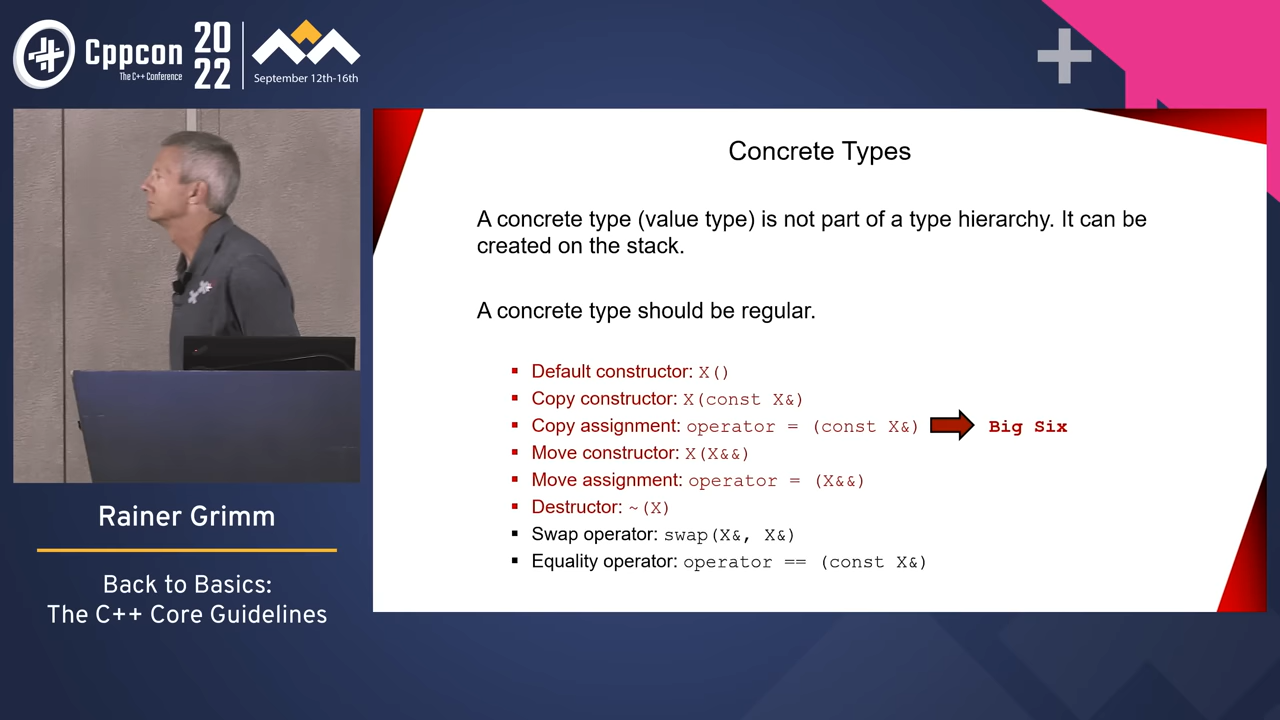 Cppcon
The C++ Conference
20
22
September 12th-16th
Concrete Types
A concrete type (value type) is not part of a type hierarchy. It can be
created on the stack.
A concrete type should be regular.
▪ Default constructor: X()
▪ Copy constructor: X(const X&)
▪ Copy assignment: operator = (const X&)
Big Six
▪ Move constructor: X(X&&)
▪ Move assignment: operator = (X&&)
▪ Destructor: ~(X)
▪ Swap operator: swap(X&, X&)
▪ Equality operator: operator == (const X&)
Rainer Grimm
Back to Basics:
The C++ Core Guidelines